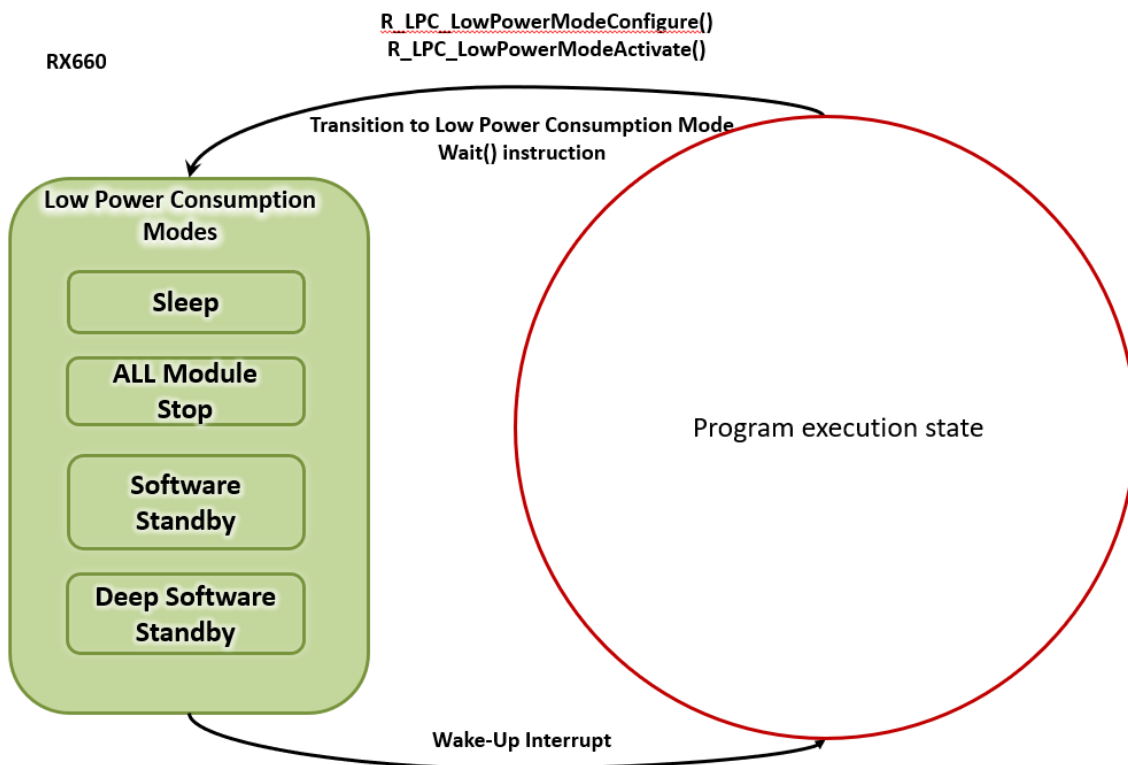 R_LPC_LowPowerModeConfigure()
R_LPC_LowPowerModeActivate()
RX660
Transition to Low Power Consumption Mode
Wait() instruction
Low Power Consumption
Modes
Sleep
ALL Module
Stop
Software
Standby
Deep Software
Standby
Program execution state
Wake-Up Interrupt